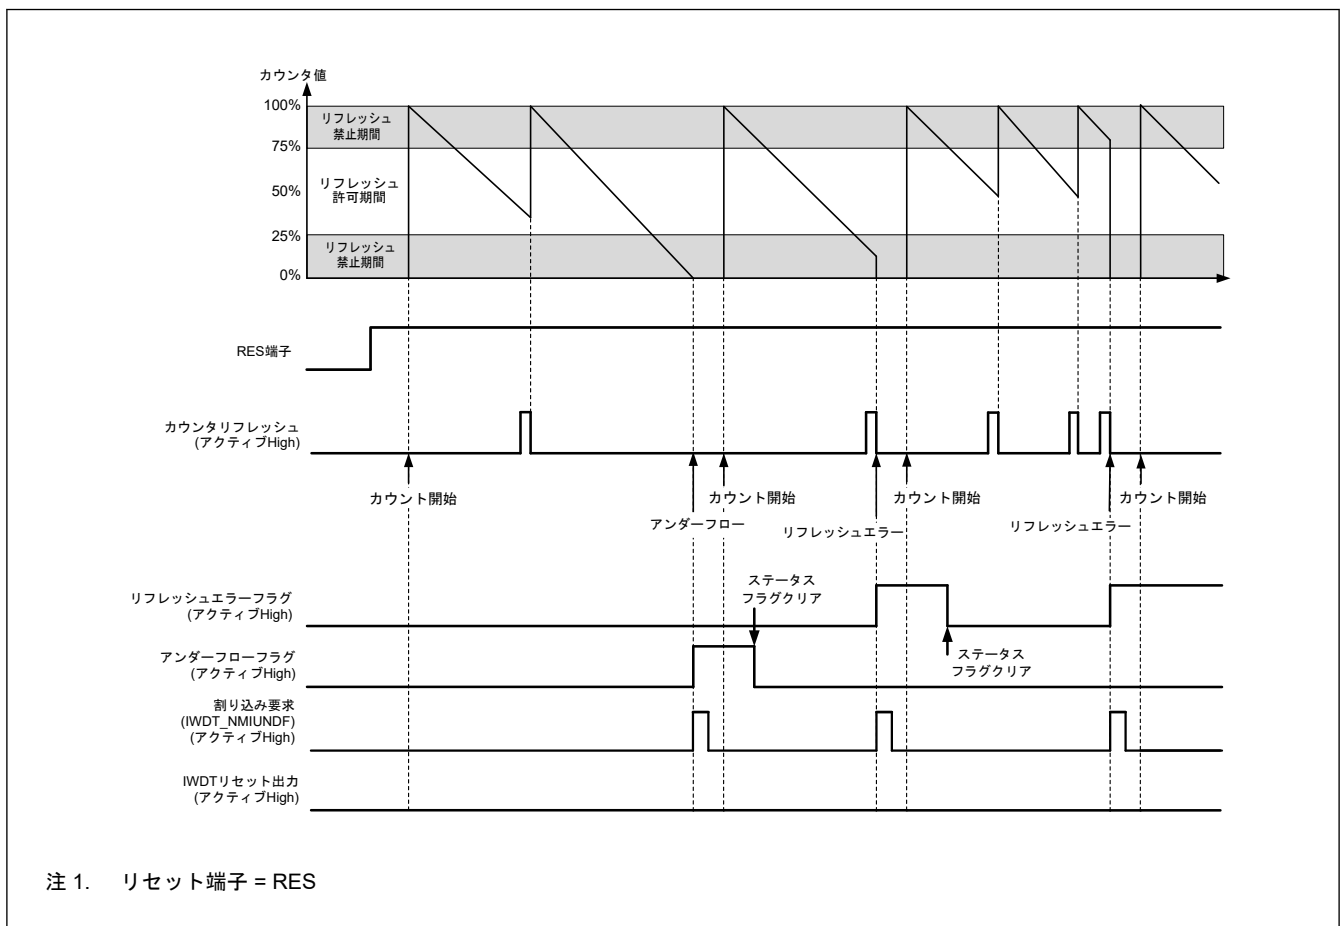 カウンタ値
100%
リフレッシュ
禁止期間
75%
50%
リフレッシュ
許可期間
25%
リフレッシュ
禁止期間
0%
RES端子
カウンタリフレッシュ
(アクティブHigh)
カウント開始
カウント開始
カウント開始
カウント開始
アンダーフロー
リフレッシュエラー
リフレッシュエラー
ステータス
フラグクリア
リフレッシュエラーフラグ
(アクティブHigh)
アンダーフローフラグ
(アクティブHigh)
ステータス
フラグクリア
割り込み要求
(IWDT_NMIUNDF)
(アクティブHigh)
IWDTリセット出力
(アクティブHigh)
注 1. リセット端子 = RES